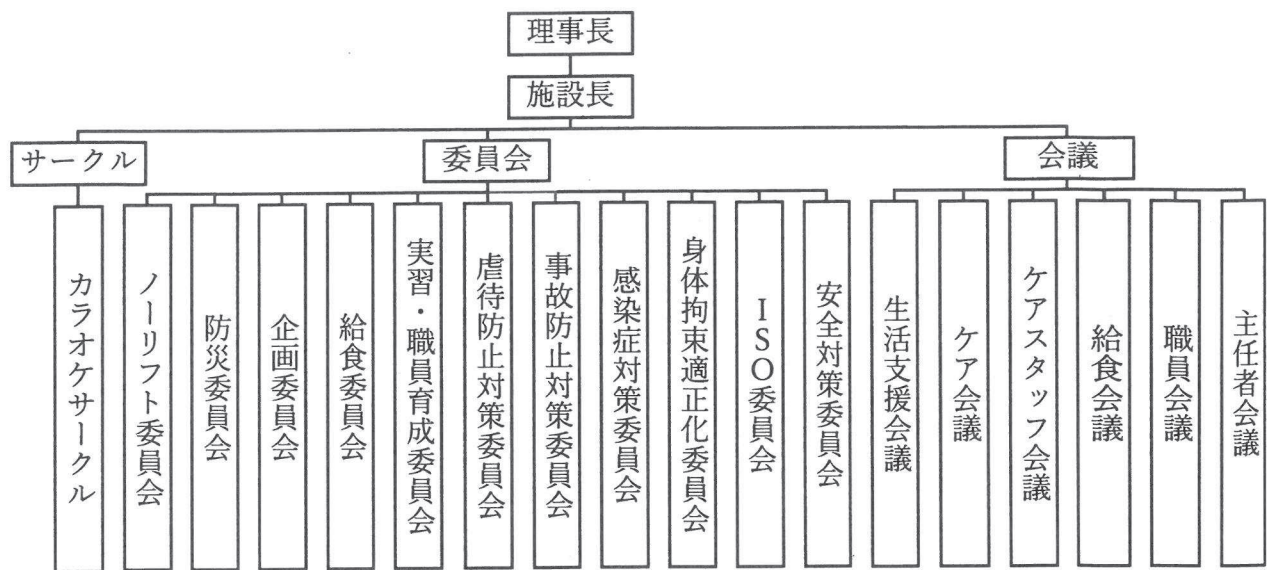 理事長
施設長
サークル
委員会
会議
カラオケサークル
ノーリフト委員会
防災委員会
企画委員会
給食委員会
実習・職員育成委員会
虐待防止対策委員会
事故防止対策委員会
感染症対策委員会
身体拘束適正化委員会
ISO委員会
安全対策委員会
生活支援会議
ケア会議
ケアスタッフ会議
給食会議
職員会議
主任者会議